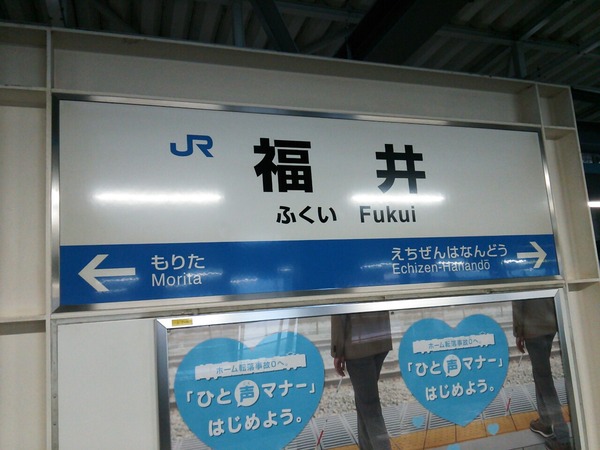 JR
福井
ふくい Fukui
もりた
Morita
えちぜんはなんどう
Echizen-Hanandō
ホーム転落事故0へ。
「ひと声マナー」
はじめよう。
ホーム転落事故0へ。
「ひと声マナー」
はじめよう。